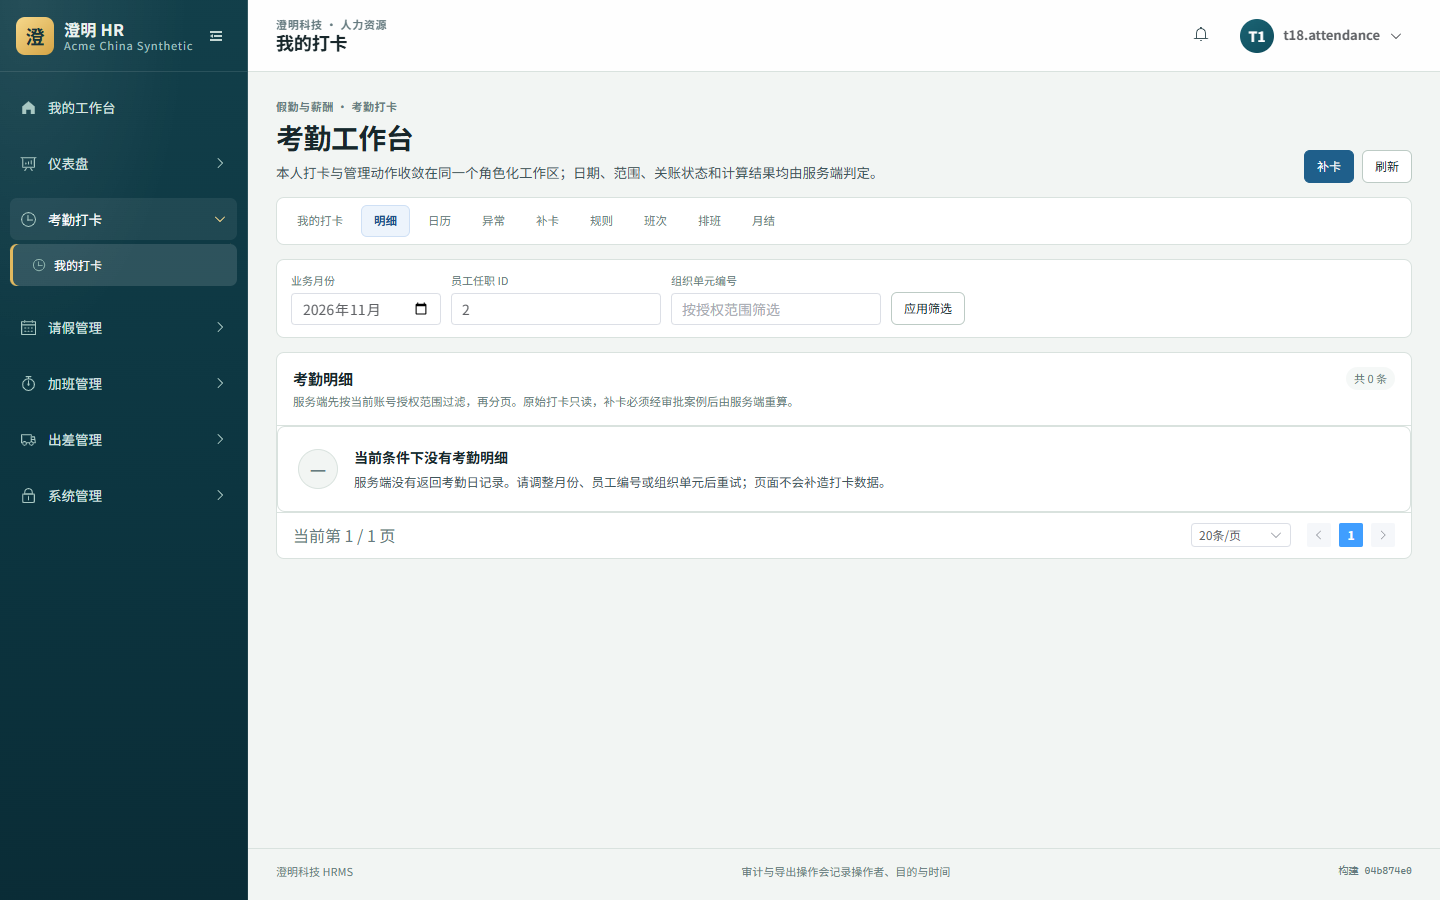 澄
澄明 HR
Acme China Synthetic
我的工作台
仪表盘
考勤打卡
我的打卡
请假管理
加班管理
出差管理
系统管理
澄明科技 • 人力资源
我的打卡
T1
t18.attendance
假勤与薪酬 • 考勤打卡
考勤工作台
本人打卡与管理动作收敛在同一个角色化工作区；日期、范围、关账状态和计算结果均由服务端判定。
补卡
刷新
我的打卡 明细 日历 异常 补卡 规则 班次 排班 月结
业务月份 员工任职 ID 组织单元编号
2026年11月 2 按授权范围筛选 应用筛选
考勤明细
共 0 条
服务端先按当前账号授权范围过滤，再分页。原始打卡只读，补卡必须经审批案例后由服务端重算。
当前条件下没有考勤明细
服务端没有返回考勤日记录。请调整月份、员工编号或组织单元后重试；页面不会补造打卡数据。
当前第 1 / 1 页
20条/页
1
澄明科技 HRMS
审计与导出操作会记录操作者、目的与时间
构建 04b874e0